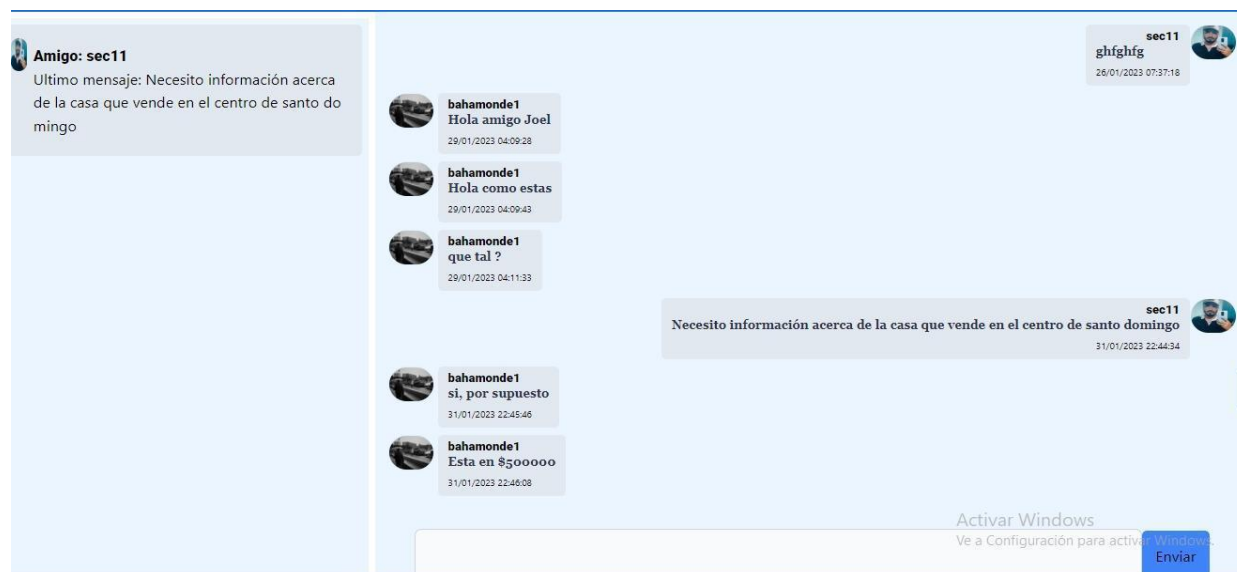 Amigo: sec11
Ultimo mensaje: Necesito información acerca
de la casa que vende en el centro de santo do
mingo
sec11
ghfghfg
26/01/2023 07:37:18
bahamonde1
Hola amigo Joel
29/01/2023 04:09:28
bahamonde1
Hola como estas
29/01/2023 04:09:43
bahamonde1
que tal ?
29/01/2023 04:11:33
sec11
Necesito información acerca de la casa que vende en el centro de santo domingo
31/01/2023 22:44:34
bahamonde1
si, por supuesto
31/01/2023 22:45:46
bahamonde1
Esta en $500000
31/01/2023 22:46:08
Activar Windows
Ve a Configuración para activar Windows.
Enviar